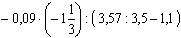 - 0,09 · (-1 1/3) : ( 3,57 : 3,5 – 1,1 )